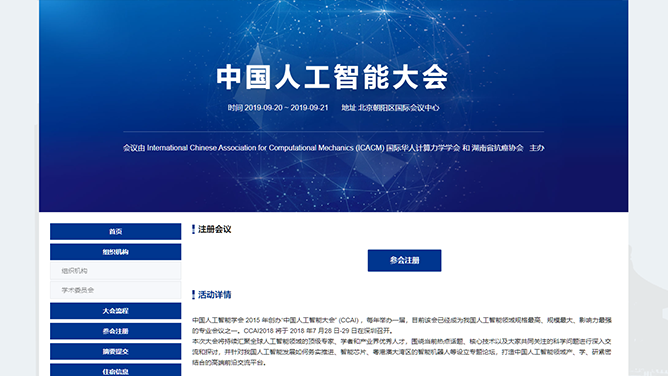 中国人工智能大会
时间 2019-09-20 ~ 2019-09-21 地址 北京朝阳区国际会议中心
会议由 International Chinese Association for Computational Mechanics (ICACM) 国际华人计算力学学会 和 湖南省抗癌协会 主办
首页
组织机构
组织机构
学术委员会
大会流程
参会注册
摘要提交
住宿信息
注册会议
参会注册
活动详情
中国人工智能学会 2015 年创办“中国人工智能大会” (CCAI) ，每年举办一届，目前该会已经成为我国人工智能领域规格最高、规模最大、影响力最强
的专业会议之一。CCAI2018 将于 2018 年7 月28 日-29 日在深圳召开。
本次大会将持续汇聚全球人工智能领域的顶级专家、学者和产业界优秀人才，围绕当前热点话题、核心技术以及大家共同关注的科学问题进行深入交
流和探讨，并针对我国人工智能发展如何务实推进、智能芯片、粤港澳大湾区的智能机器人等设立专题论坛，打造中国人工智能领域产、学、研紧密
结合的高端前沿交流平台。